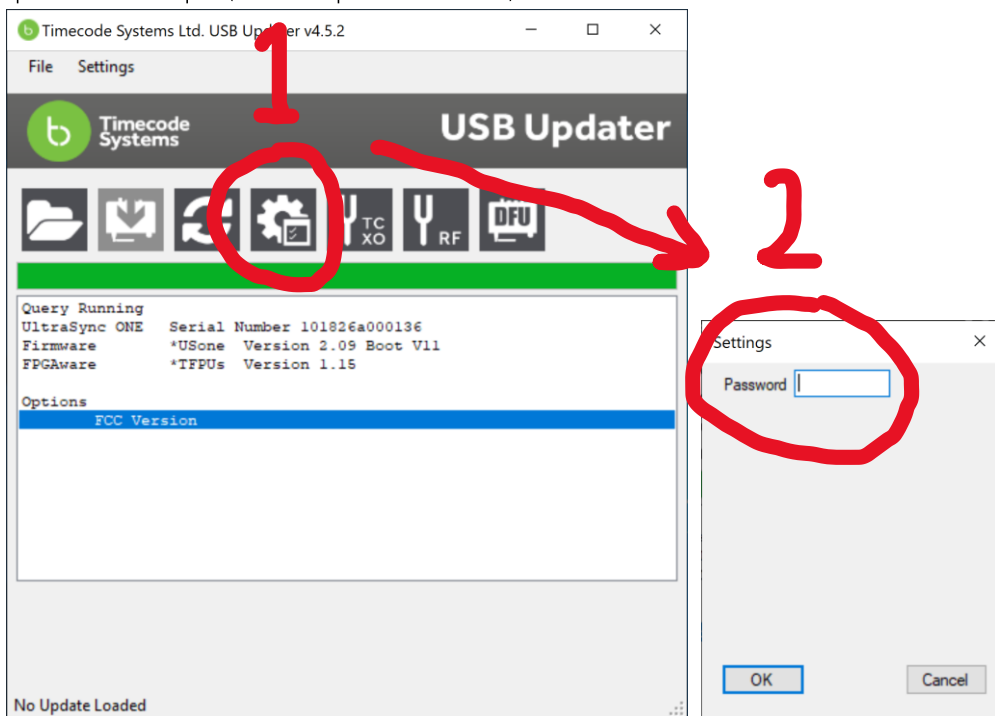 Timecode Systems Ltd. USB Updater v4.5.2
File Settings
1
Timecode
Systems
USB Updater
TC
XO
RF
DFU
2
Query Running
UltraSync ONE Serial Number 101826a000136
Firmware *USone Version 2.09 Boot V11
FPGAware *TFPUs Version 1.15
Options
FCC Version
No Update Loaded
Settings
Password
OK Cancel